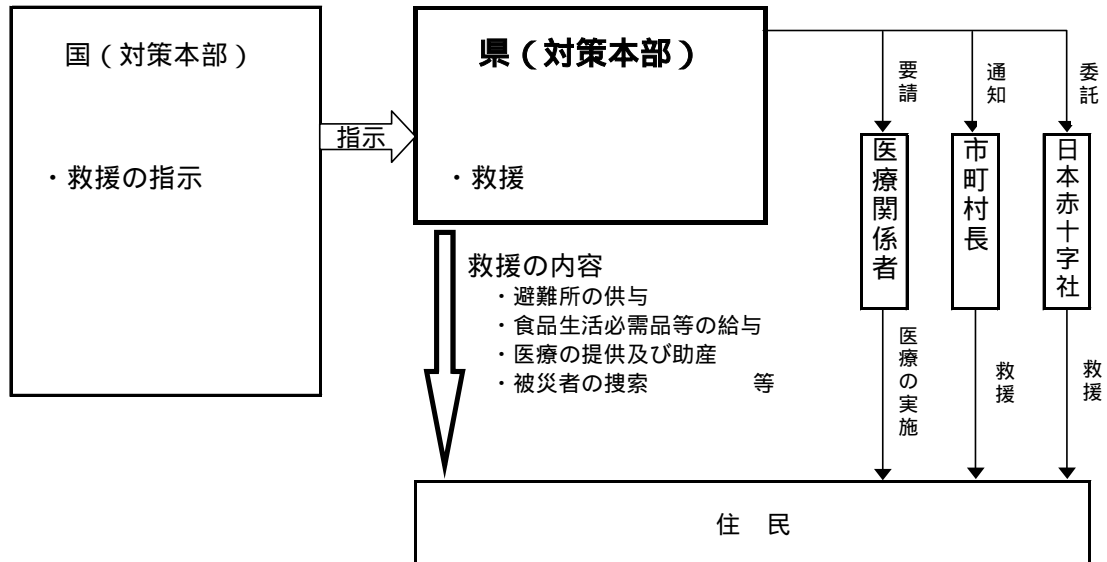 国（対策本部）
・救援の指示
指示
県（対策本部）
・救援
救援の内容
・避難所の供与
・食品生活必需品等の給与
・医療の提供及び助産
・被災者の捜索　等
要請
医療関係者
医療の実施
通知
市町村長
救援
委託
日本赤十字社
救援
住　民